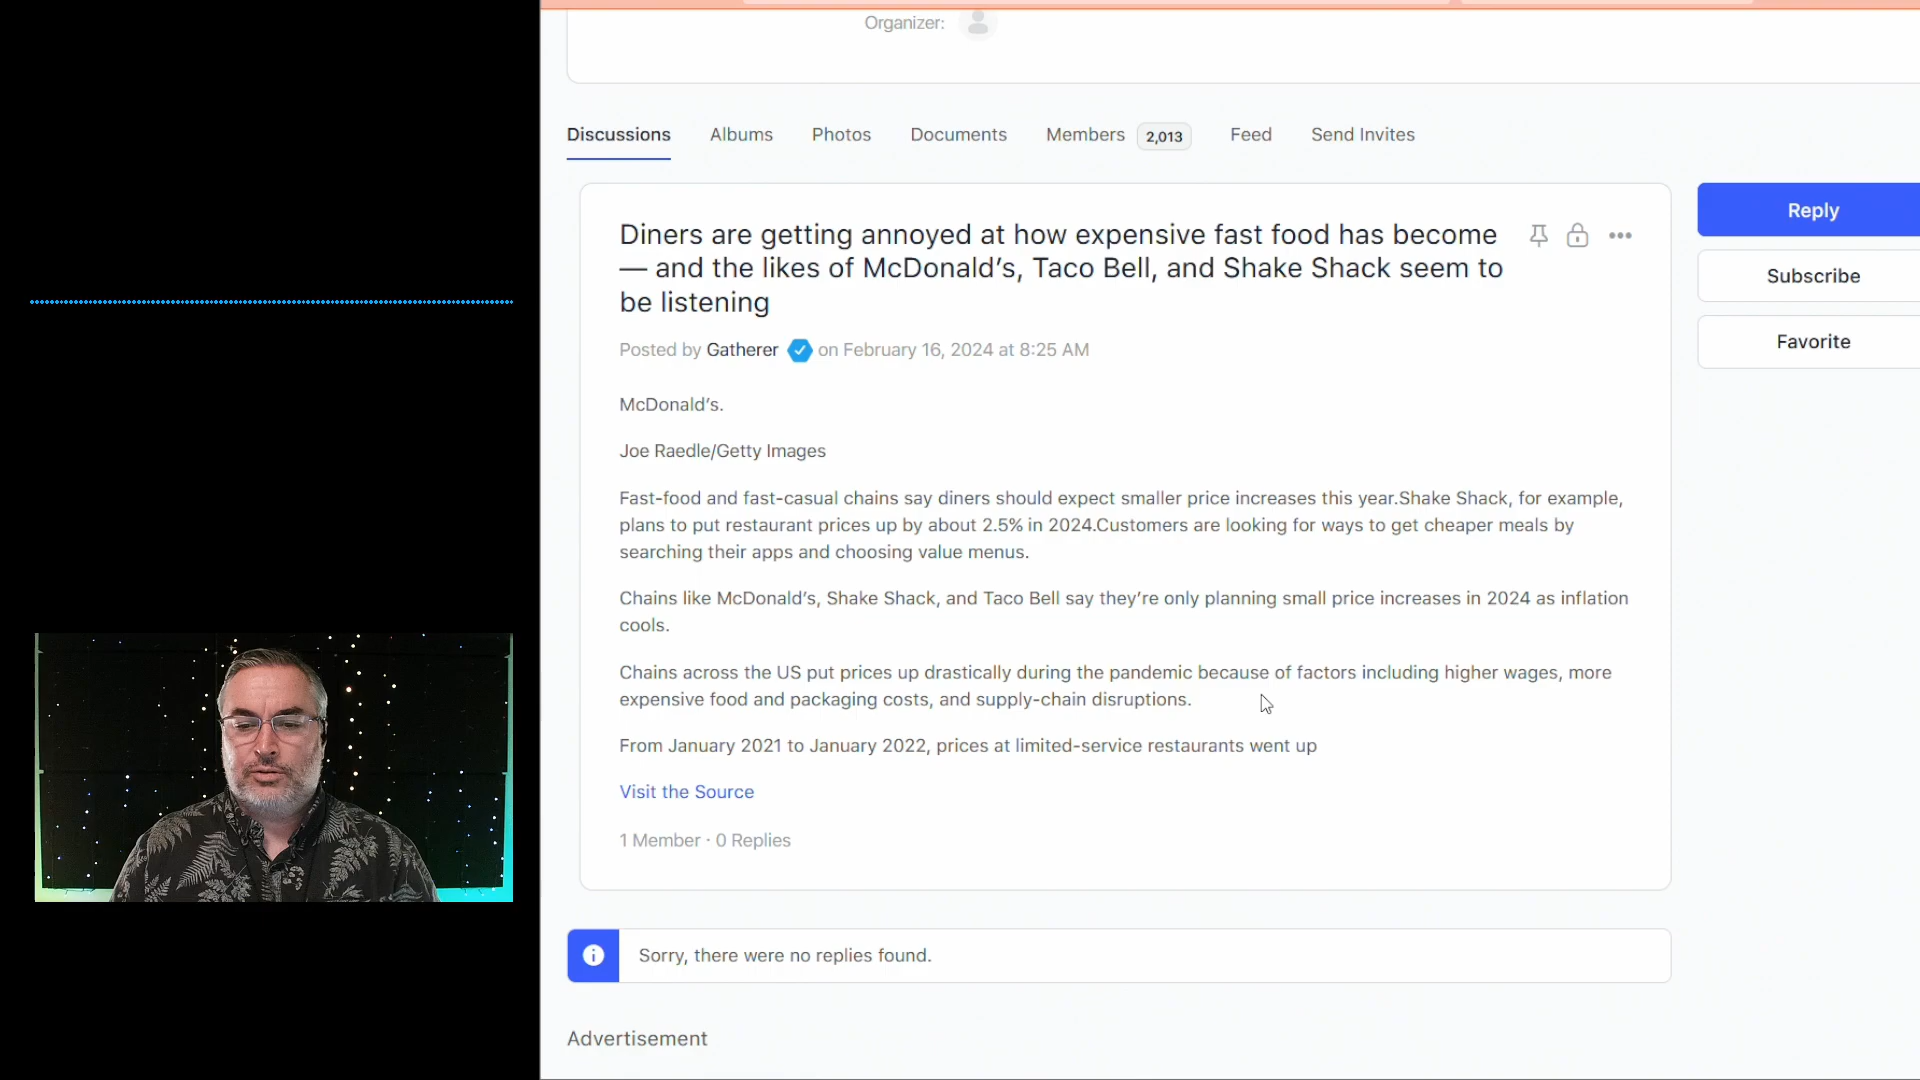 Organizer:
Discussions Albums Photos Documents Members 2,013 Feed Send Invites
Diners are getting annoyed at how expensive fast food has become
— and the likes of McDonald’s, Taco Bell, and Shake Shack seem to
be listening
Posted by Gatherer on February 16, 2024 at 8:25 AM
McDonald’s.
Joe Raedle/Getty Images
Fast-food and fast-casual chains say diners should expect smaller price increases this year.Shake Shack, for example,
plans to put restaurant prices up by about 2.5% in 2024.Customers are looking for ways to get cheaper meals by
searching their apps and choosing value menus.
Chains like McDonald’s, Shake Shack, and Taco Bell say they’re only planning small price increases in 2024 as inflation
cools.
Chains across the US put prices up drastically during the pandemic because of factors including higher wages, more
expensive food and packaging costs, and supply-chain disruptions.
From January 2021 to January 2022, prices at limited-service restaurants went up
Visit the Source
1 Member · 0 Replies
Reply
Subscribe
Favorite
Sorry, there were no replies found.
Advertisement